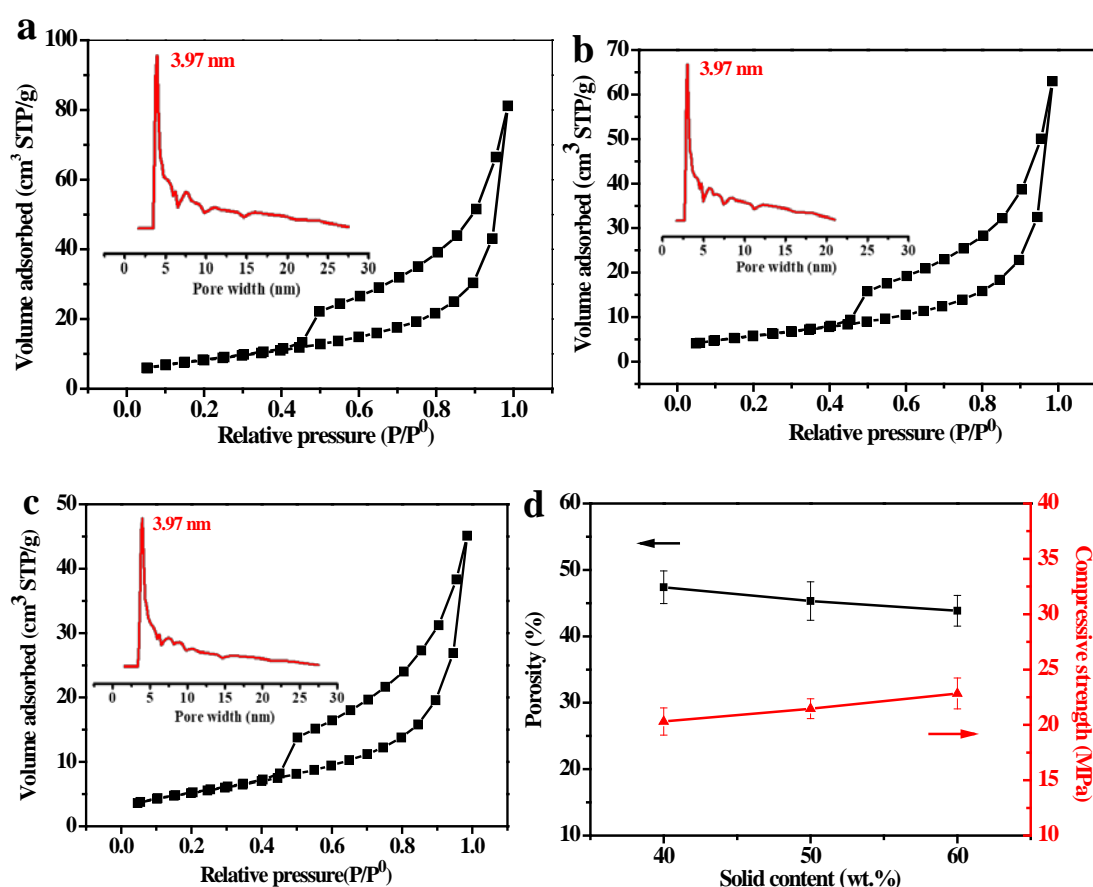 a
100
80
60
40
20
0
Volume adsorbed (cm³ STP/g)
3.97 nm
0 5 10 15 20 25 30
Pore width (nm)
0.0 0.2 0.4 0.6 0.8 1.0
Relative pressure (P/P⁰)
b
70
60
50
40
30
20
10
0
Volume adsorbed (cm³ STP/g)
3.97 nm
0 5 10 15 20 25 30
Pore width (nm)
0.0 0.2 0.4 0.6 0.8 1.0
Relative pressure (P/P⁰)
c
50
40
30
20
10
0
Volume adsorbed (cm³ STP/g)
3.97 nm
0 5 10 15 20 25 30
Pore width (nm)
0.0 0.2 0.4 0.6 0.8 1.0
Relative pressure(P/P⁰)
d
60
50
40
30
20
10
Porosity (%)
40
35
30
25
20
15
10
Compressive strength (MPa)
40 50 60
Solid content (wt.%)